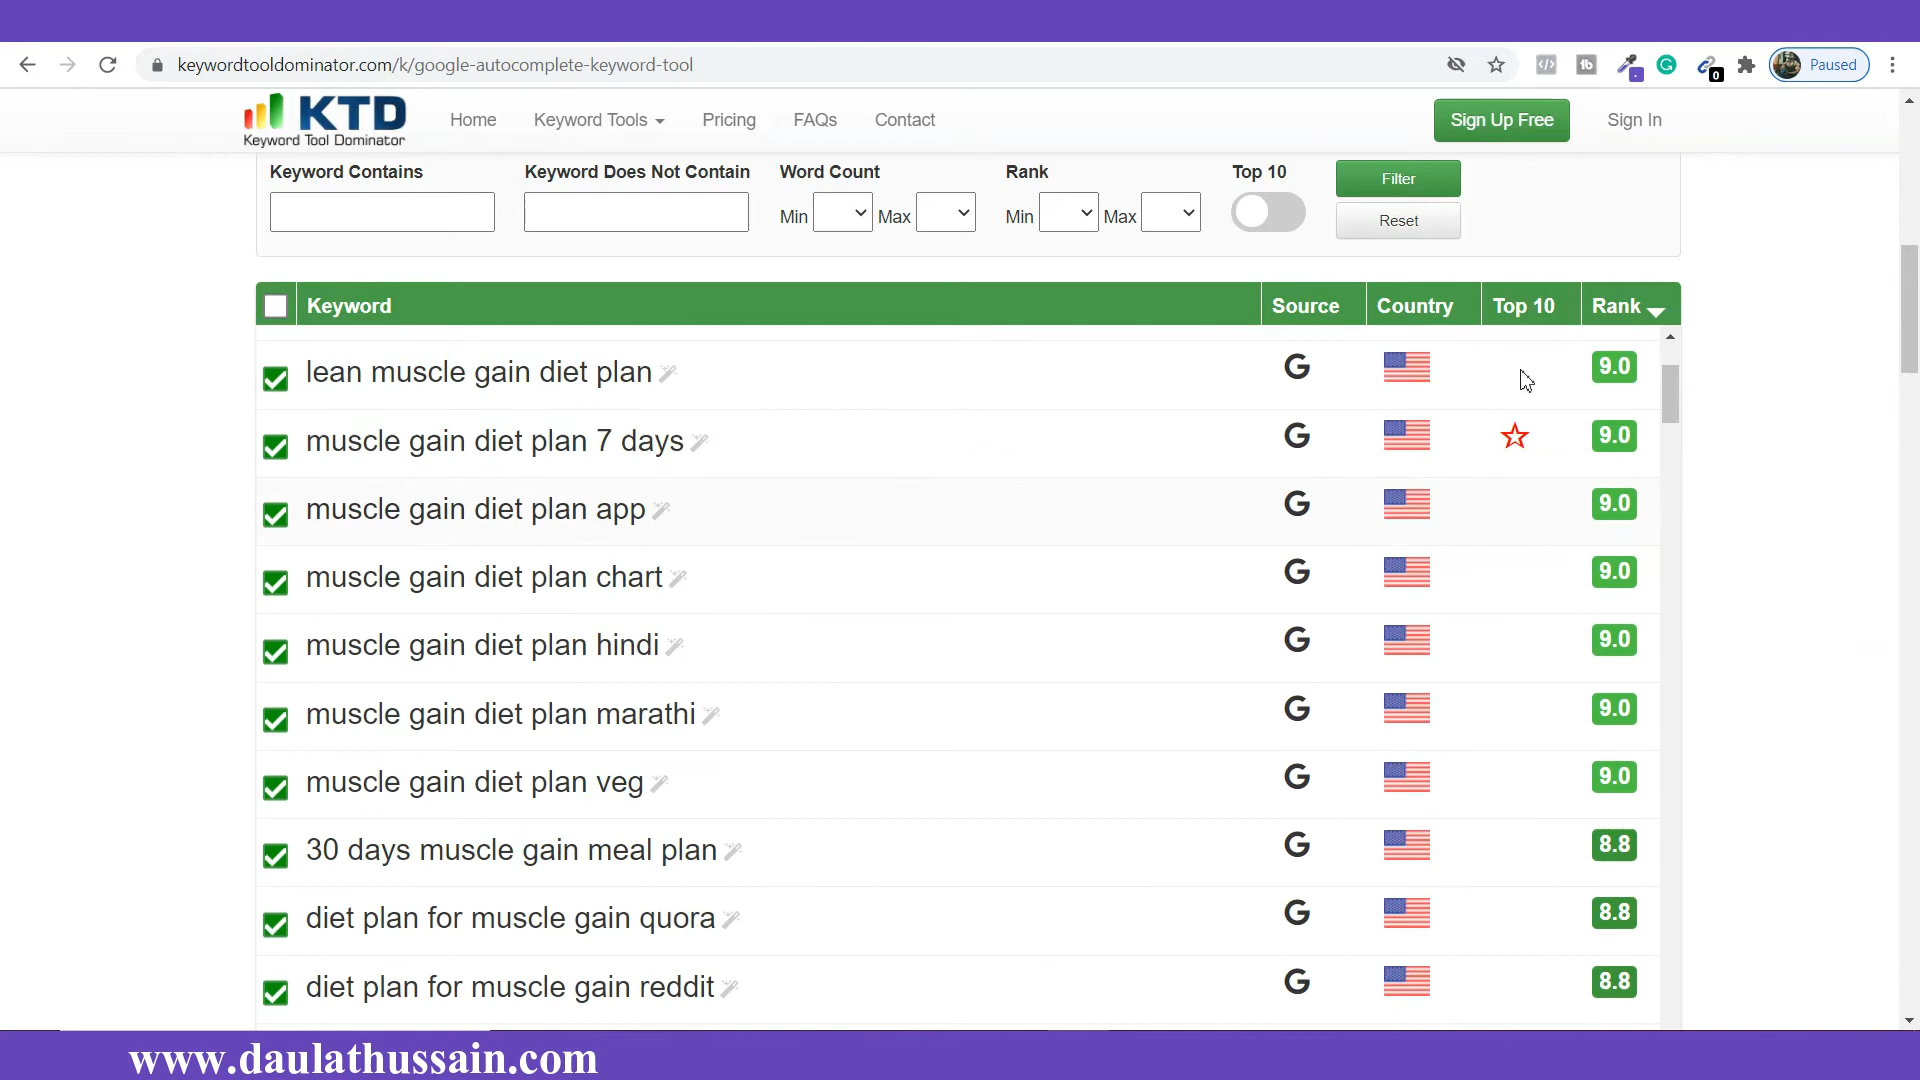 keywordtooldominator.com/k/google-autocomplete-keyword-tool
0
Paused
KTD
Keyword Tool Dominator
Home
Keyword Tools
Pricing
FAQs
Contact
Sign Up Free
Sign In
Keyword Contains
Keyword Does Not Contain
Word Count
Rank
Top 10
Min
Max
Min
Max
Filter
Reset
Keyword Source Country Top 10 Rank
lean muscle gain diet plan G 9.0
muscle gain diet plan 7 days G 9.0
muscle gain diet plan app G 9.0
muscle gain diet plan chart G 9.0
muscle gain diet plan hindi G 9.0
muscle gain diet plan marathi G 9.0
muscle gain diet plan veg G 9.0
30 days muscle gain meal plan G 8.8
diet plan for muscle gain quora G 8.8
diet plan for muscle gain reddit G 8.8
www.daulathussain.com